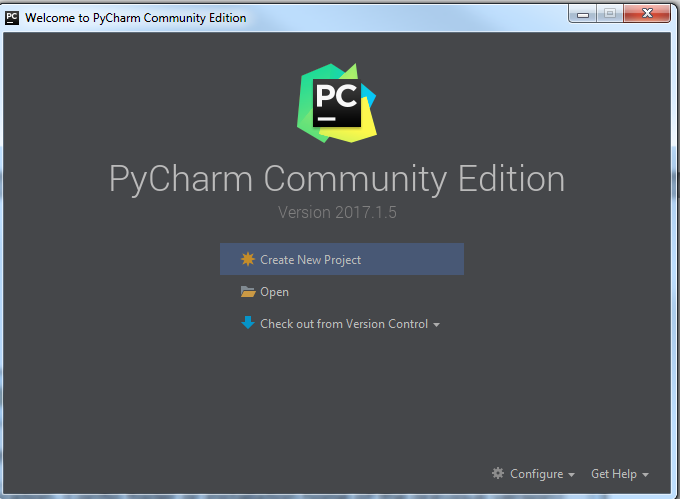 PC Welcome to PyCharm Community Edition
PC
PyCharm Community Edition
Version 2017.1.5
Create New Project
Open
Check out from Version Control
Configure Get Help